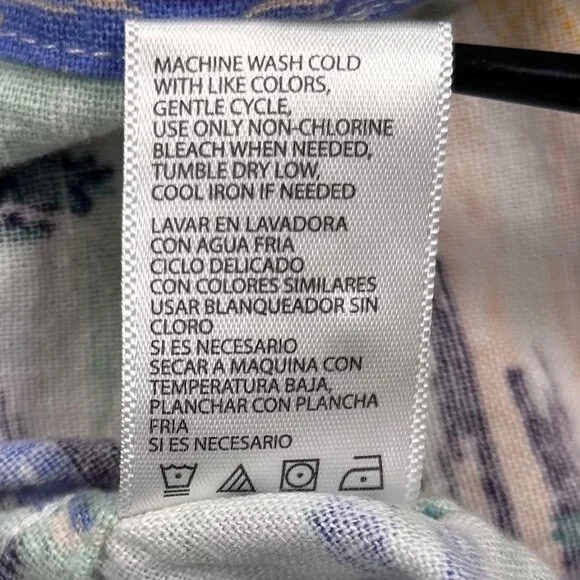 MACHINE WASH COLD
WITH LIKE COLORS,
GENTLE CYCLE,
USE ONLY NON-CHLORINE
BLEACH WHEN NEEDED,
TUMBLE DRY LOW,
COOL IRON IF NEEDED
LAVAR EN LAVADORA
CON AGUA FRIA
CICLO DELICADO
CON COLORES SIMILARES
USAR BLANQUEADOR SIN
CLORO
SI ES NECESARIO
SECAR A MAQUINA CON
TEMPERATURA BAJA,
PLANCHAR CON PLANCHA
FRIA
SI ES NECESARIO